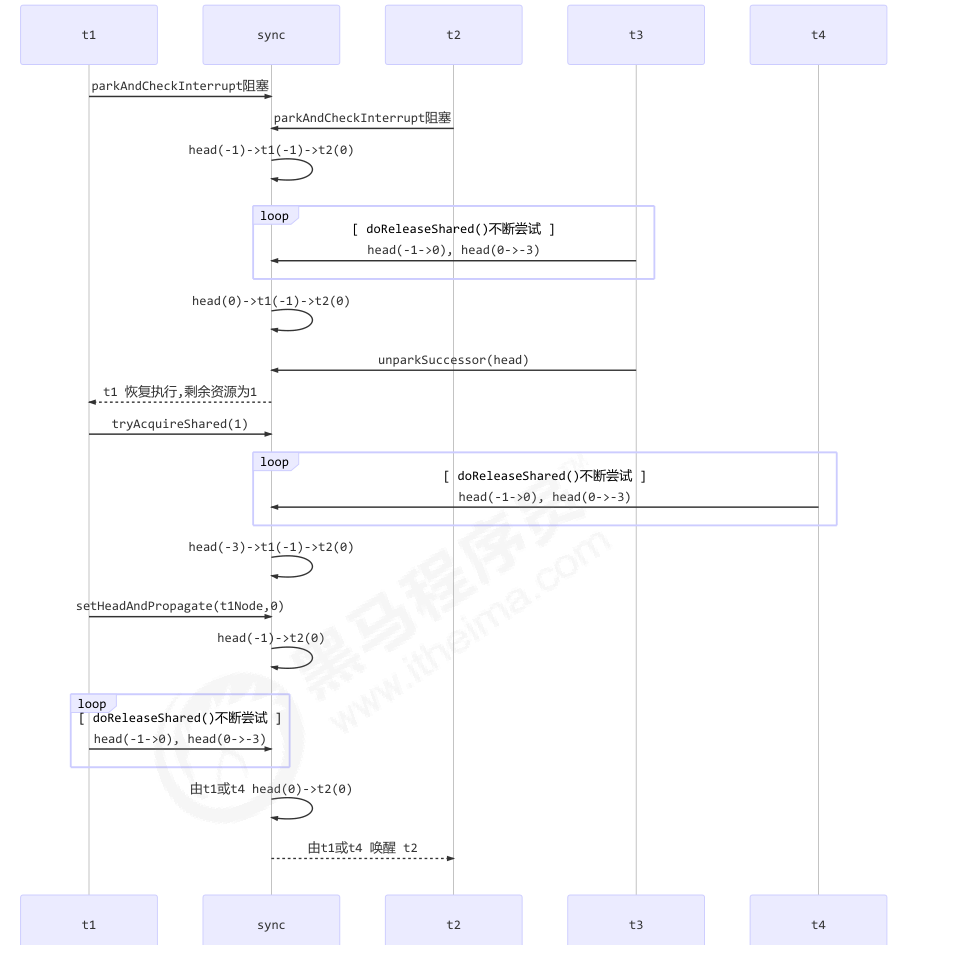 t1 sync t2 t3 t4
parkAndCheckInterrupt阻塞
parkAndCheckInterrupt阻塞
head(-1)->t1(-1)->t2(0)
loop
[ doReleaseShared()不断尝试 ]
head(-1->0), head(0->-3)
head(0)->t1(-1)->t2(0)
unparkSuccessor(head)
t1 恢复执行,剩余资源为1
tryAcquireShared(1)
loop
[ doReleaseShared()不断尝试 ]
head(-1->0), head(0->-3)
head(-3)->t1(-1)->t2(0)
setHeadAndPropagate(t1Node,0)
head(-1)->t2(0)
loop
[ doReleaseShared()不断尝试 ]
head(-1->0), head(0->-3)
由t1或t4 head(0)->t2(0)
由t1或t4 唤醒 t2
t1 sync t2 t3 t4
黑马程序员
www.itheima.com